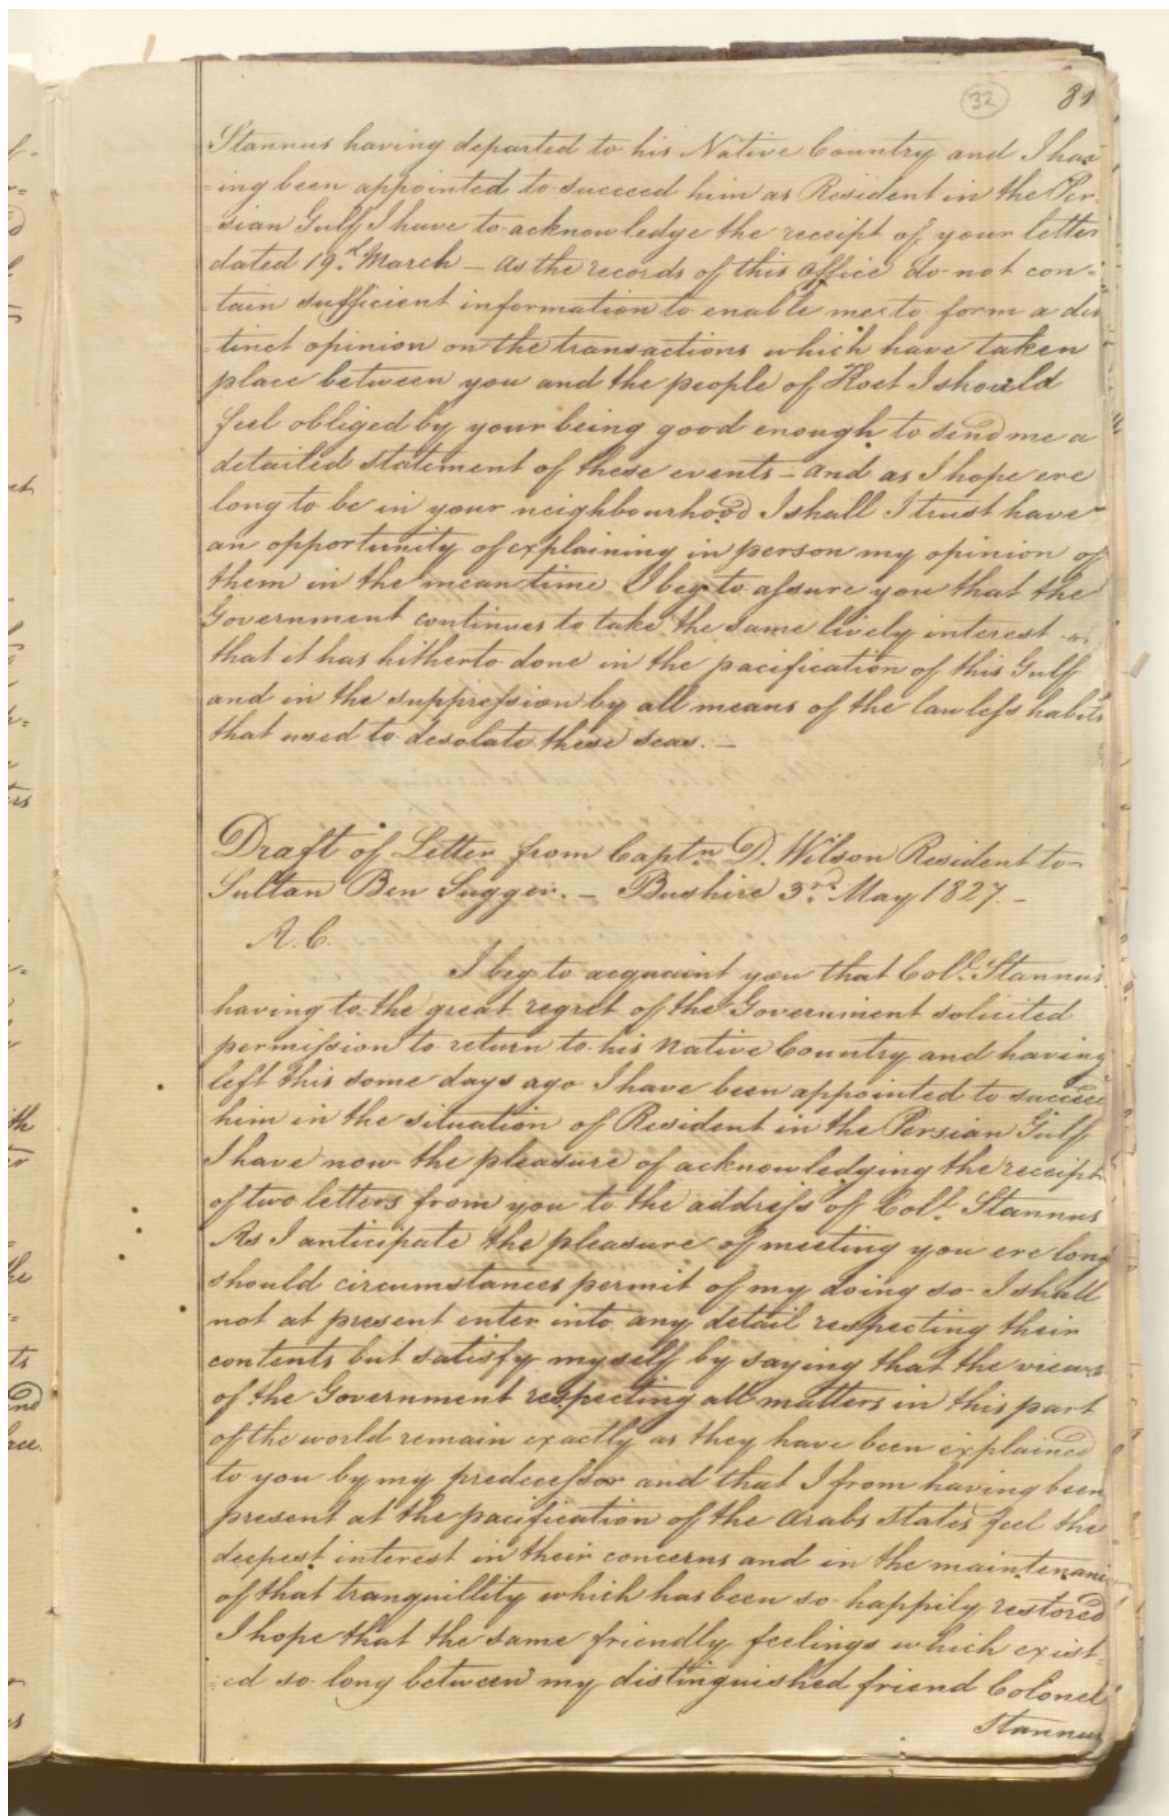 32
81
Stannus having departed to his Native Country and I hav
=ing been appointed to succeed him as Resident in the Per-
sian Gulf I have to acknowledge the receipt of your letter
dated 19.th March – As the records of this Office do not con-
=tain sufficient information to enable me to form a dis
=tinct opinion on the transactions which have taken
place between you and the people of I should
feel obliged by your being good enough to send me a
detailed statement of these events – and as I hope ere
long to be in your neighbourhood I shall I trust have
an opportunity of explaining in person my opinion of
them in the mean time I beg to assure you that the
Government continues to take the same lively interest
that it has hitherto done in the pacification of this Gulf
and in the suppression by all means of the lawless habits
that used to desolate these seas. –
Draft of Letter from Captn D. Wilson Resident to
Sultan Ben Suggur. – Bushire 3rd May 1827. –
A.C.
I beg to acquaint you that Coll. Stannus
having to the great regret of the Government solicited
permission to return to his Native Country and having
left this some days ago I have been appointed to succeed
him in the situation of Resident in the Persian Gulf
I have now the pleasure of acknowledging the receipt
of two letters from you to the address of Coll. Stannus
As I anticipate the pleasure of meeting you ere long
should circumstances permit of my doing so I shall
not at present enter into any detail respecting their
contents but satisfy myself by saying that the views
of the Government respecting all matters in this part
of the world remain exactly as they have been explained
to you by my predecessor and that I from having been
present at the pacification of the Arabs States feel the
deepest interest in their concerns and in the maintenanc
of that tranquillity which has been so happily restored
I hope that the same friendly feelings which exist-
=ed so long between my distinguished friend Colonel
Stannus